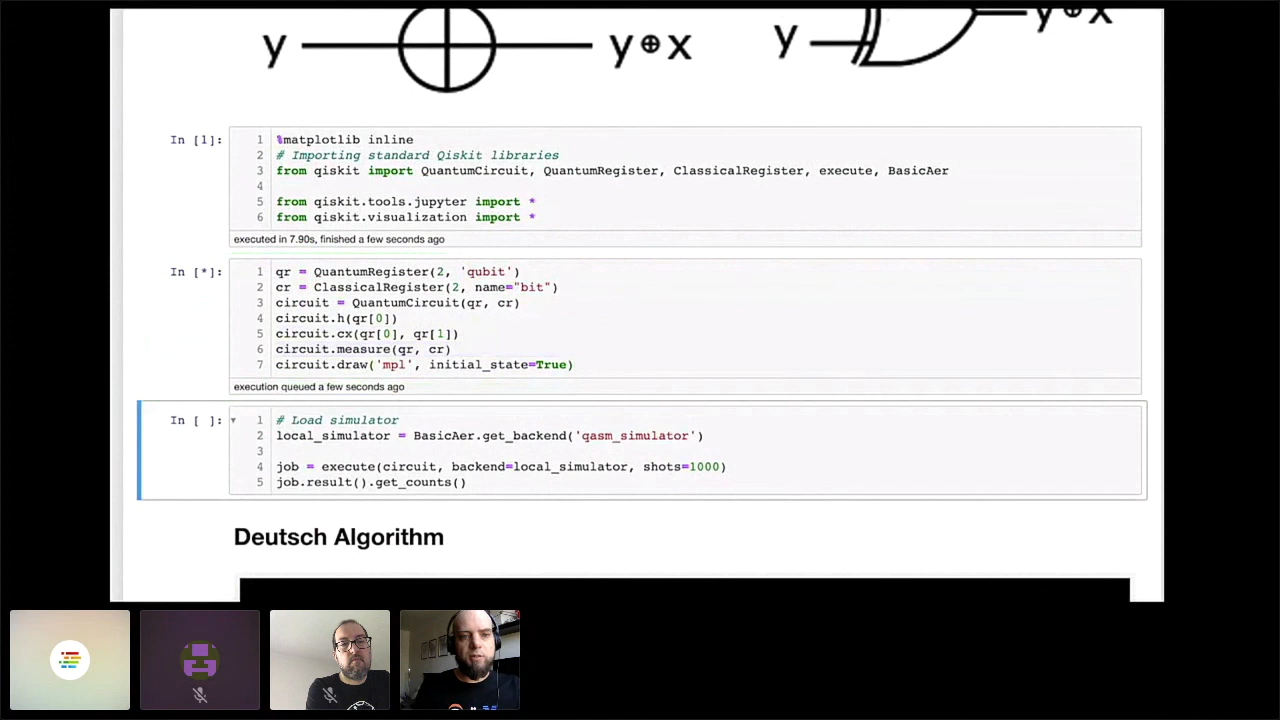 y
y⊕x
y
y⊕x
In [1]:
1 %matplotlib inline
2 # Importing standard Qiskit libraries
3 from qiskit import QuantumCircuit, QuantumRegister, ClassicalRegister, execute, BasicAer
4
5 from qiskit.tools.jupyter import *
6 from qiskit.visualization import *
executed in 7.90s, finished a few seconds ago
In [*]:
1 qr = QuantumRegister(2, 'qubit')
2 cr = ClassicalRegister(2, name="bit")
3 circuit = QuantumCircuit(qr, cr)
4 circuit.h(qr[0])
5 circuit.cx(qr[0], qr[1])
6 circuit.measure(qr, cr)
7 circuit.draw('mpl', initial_state=True)
execution queued a few seconds ago
In [ ]:
1 # Load simulator
2 local_simulator = BasicAer.get_backend('qasm_simulator')
3
4 job = execute(circuit, backend=local_simulator, shots=1000)
5 job.result().get_counts()
Deutsch Algorithm